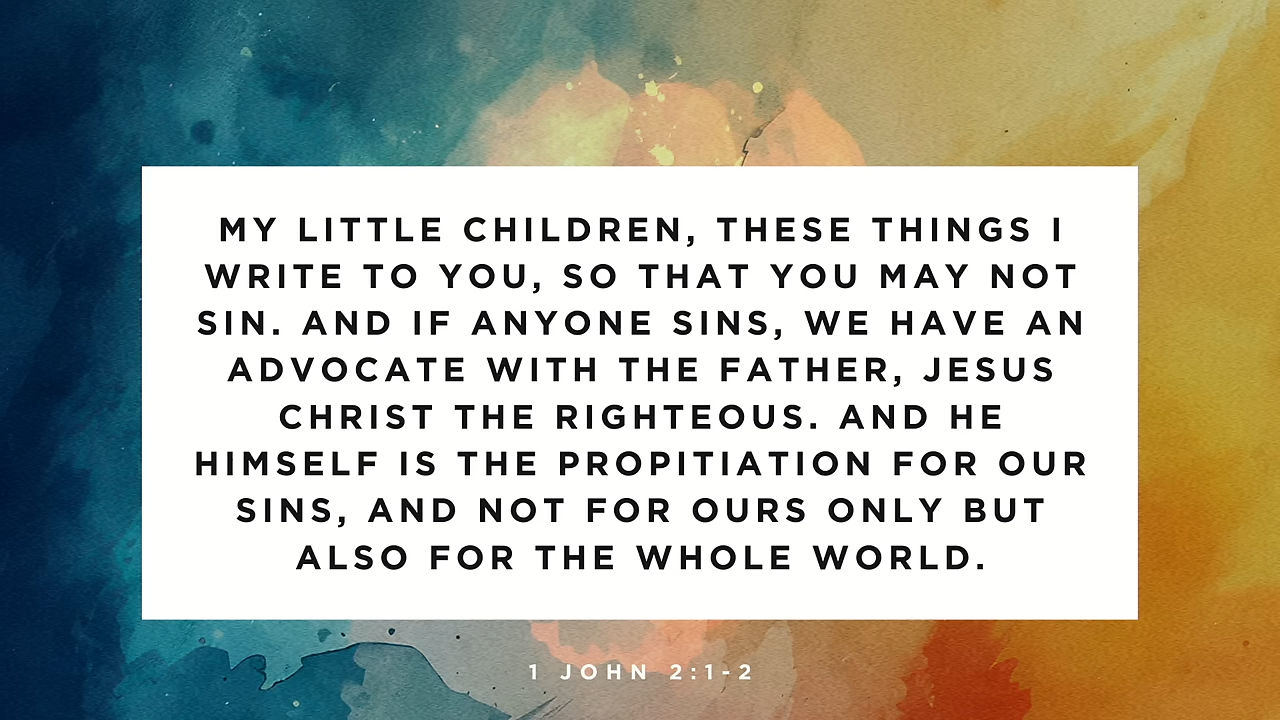 MY LITTLE CHILDREN, THESE THINGS I
WRITE TO YOU, SO THAT YOU MAY NOT
SIN. AND IF ANYONE SINS, WE HAVE AN
ADVOCATE WITH THE FATHER, JESUS
CHRIST THE RIGHTEOUS. AND HE
HIMSELF IS THE PROPITIATION FOR OUR
SINS, AND NOT FOR OURS ONLY BUT
ALSO FOR THE WHOLE WORLD.
1 JOHN 2:1-2